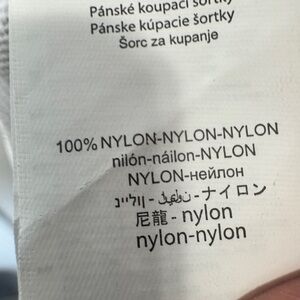 Pánské koupací šortky
Pánske kúpacie šortky
Šorc za kupanje
100% NYLON-NYLON-NYLON
nilón-náilon-NYLON
NYLON-нейлон
ניילון - نايلون - ナイロン
尼龍 - nylon
nylon-nylon